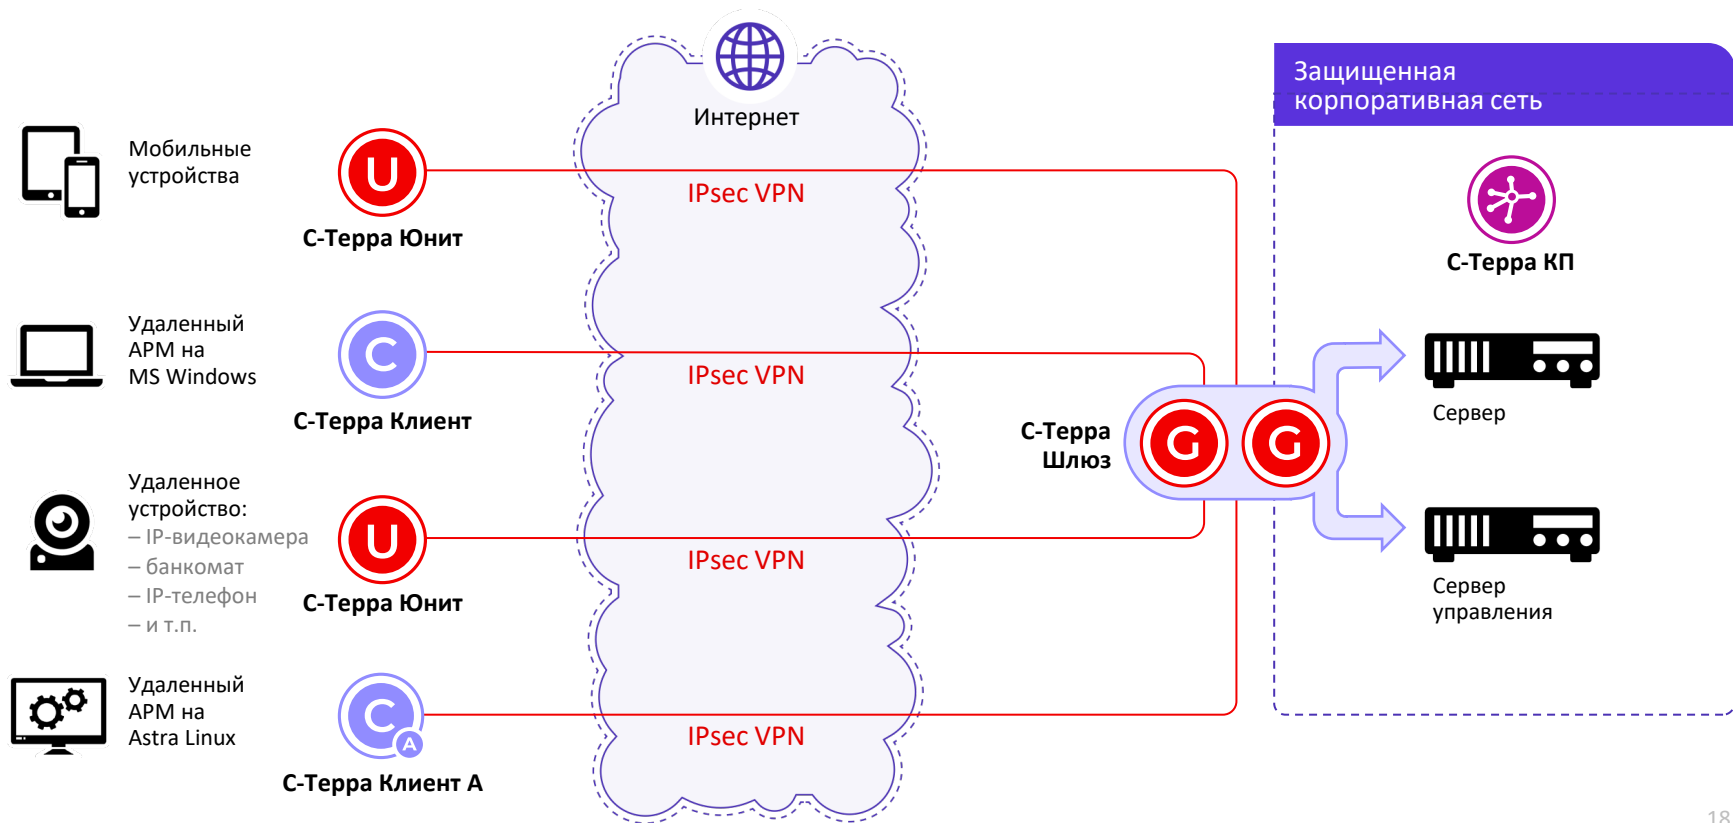 Интернет
Защищенная
корпоративная сеть
Мобильные
устройства
U
С-Терра Юнит
IPsec VPN
С-Терра КП
Удаленный
АРМ на
MS Windows
C
С-Терра Клиент
IPsec VPN
С-Терра
Шлюз
G
G
Сервер
Удаленное
устройство:
– IP-видеокамера
– банкомат
– IP-телефон
– и т.п.
U
С-Терра Юнит
IPsec VPN
Сервер
управления
Удаленный
АРМ на
Astra Linux
C
A
С-Терра Клиент А
IPsec VPN
18